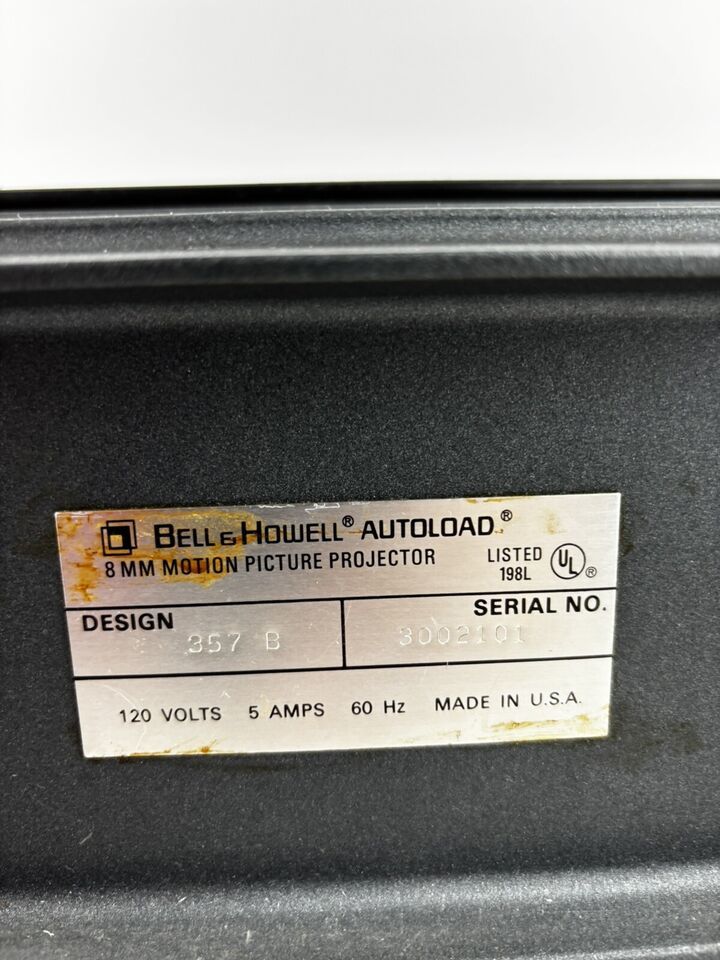 BELL & HOWELL® AUTOLOAD.®
8 MM MOTION PICTURE PROJECTOR
LISTED
198L
UL®
DESIGN
357 B
SERIAL NO.
3002101
120 VOLTS 5 AMPS 60 Hz MADE IN U.S.A.